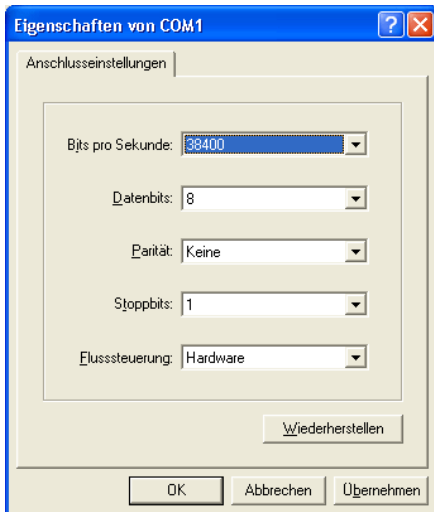 Eigenschaften von COM1
Anschlusseinstellungen
Bits pro Sekunde: 38400
Datenbits: 8
Parität: Keine
Stoppbits: 1
Flusssteuerung: Hardware
Wiederherstellen
OK Abbrechen Übernehmen